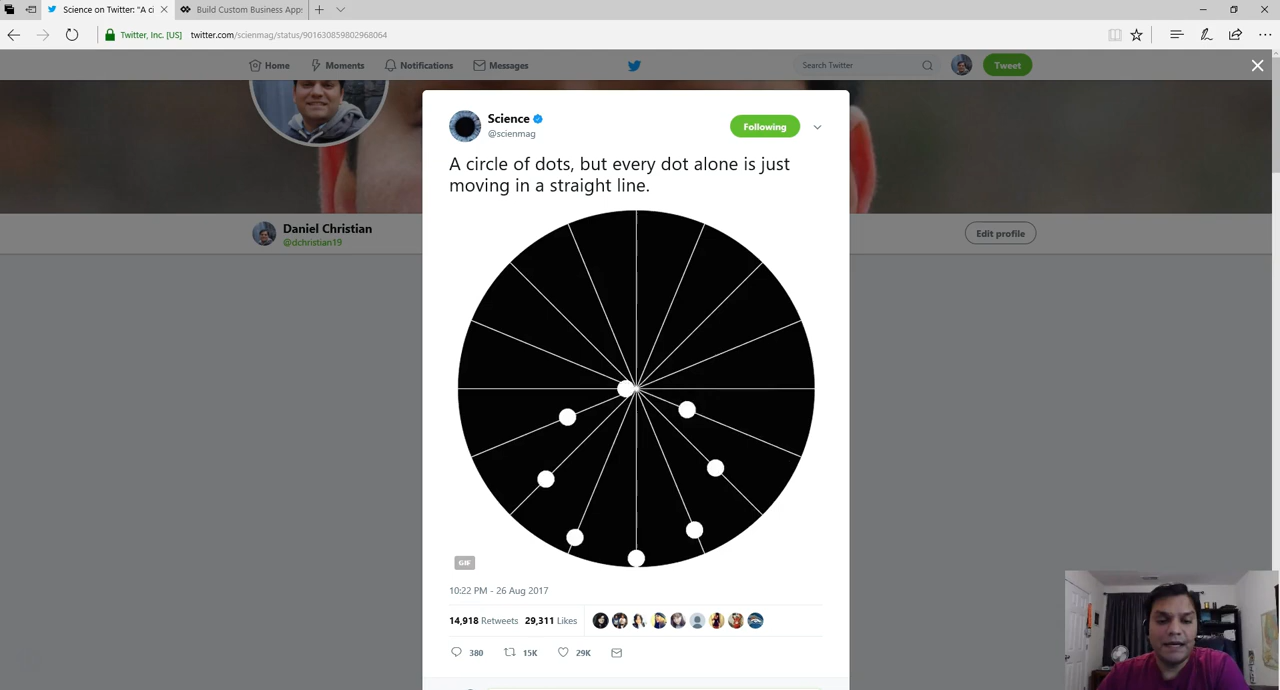 Science on Twitter: "A ci
Build Custom Business Apps
Twitter, Inc. [US]
twitter.com/scienmag/status/901630859802968064
Home
Moments
Notifications
Messages
Search Twitter
Tweet
Science
@scienmag
Following
A circle of dots, but every dot alone is just
moving in a straight line.
Daniel Christian
@dchristian19
Edit profile
GIF
10:22 PM - 26 Aug 2017
14,918 Retweets 29,311 Likes
380 15K 29K